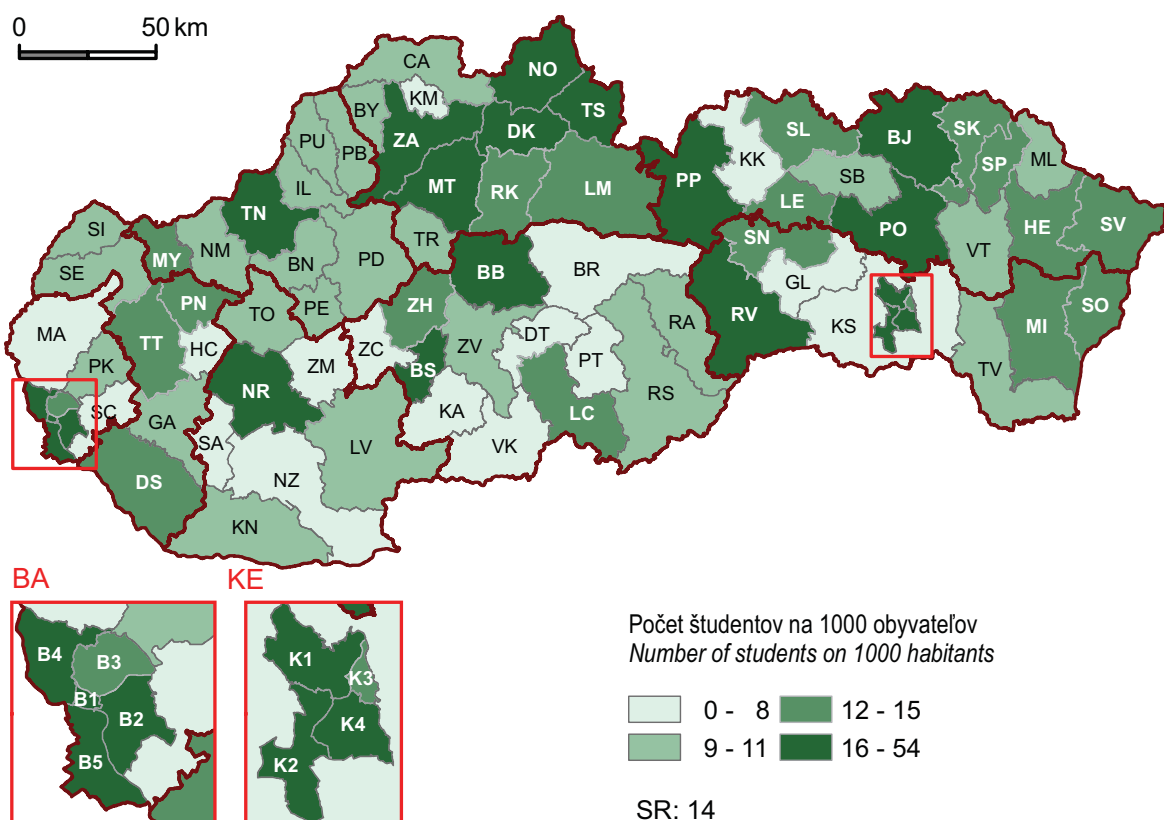 0 50 km
CA
NO
KM
TS
BY
PU
PB
ZA
DK
KK
SL
BJ
SK
SP
ML
IL
MT
RK
LM
PP
LE
SB
HE
SV
TN
SI
MY
NM
BN
PD
TR
BB
BR
SN
PO
VT
SE
PN
TO
PE
ZH
GL
RV
KS
SO
MI
MA
TT
HC
ZM
ZC
BS
ZV
DT
PT
RA
TV
PK
SC
NR
KA
LC
RS
GA
SA
LV
VK
DS
NZ
KN
BA
KE
B4
B3
B1
B2
B5
K1
K3
K4
K2
Počet študentov na 1000 obyvateľov
Number of students on 1000 habitants
0 - 8 12 - 15
9 - 11 16 - 54
SR: 14